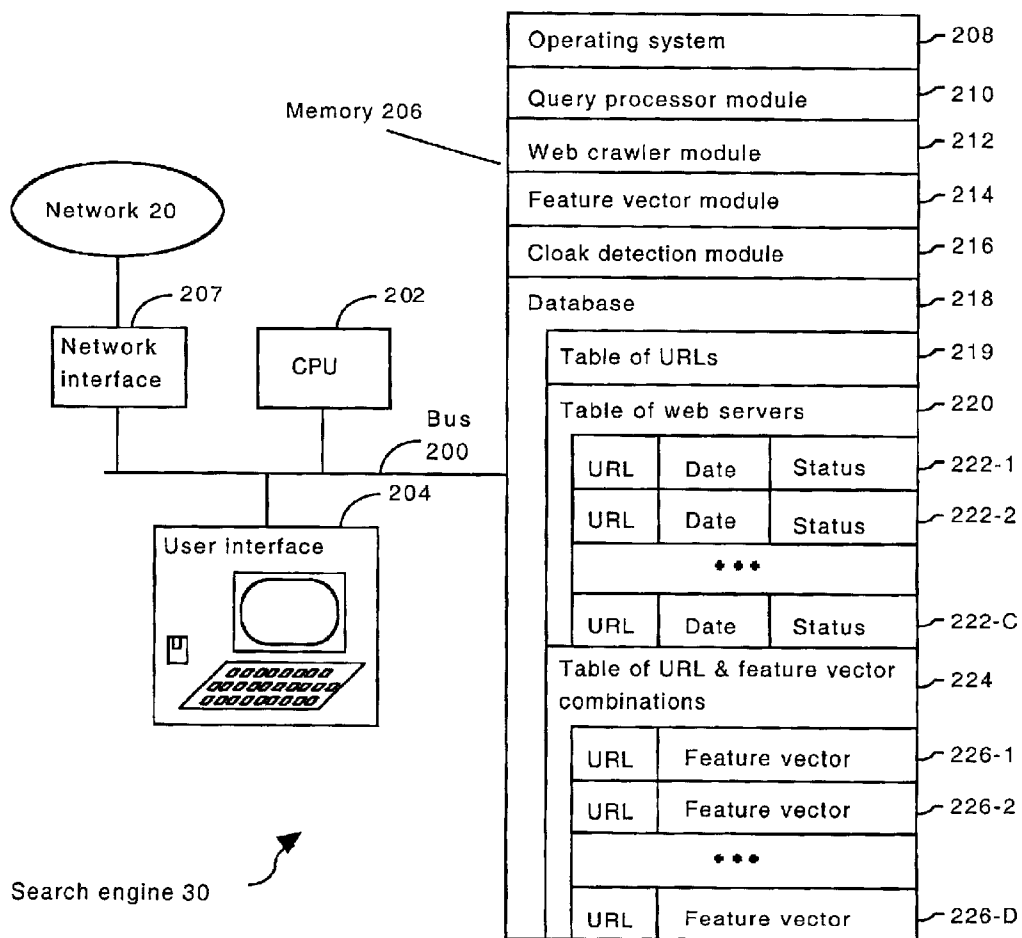 Operating system
208
Query processor module
210
Memory 206
Web crawler module
212
Feature vector module
214
Network 20
Cloak detection module
216
207
202
Database
218
Network
interface
CPU
Table of URLs
219
Bus
200
Table of web servers
220
URL Date Status
222-1
204
URL Date Status
222-2
User interface
•••
URL Date Status
222-C
Table of URL & feature vector
combinations
224
URL Feature vector
226-1
URL Feature vector
226-2
•••
Search engine 30
URL Feature vector
226-D